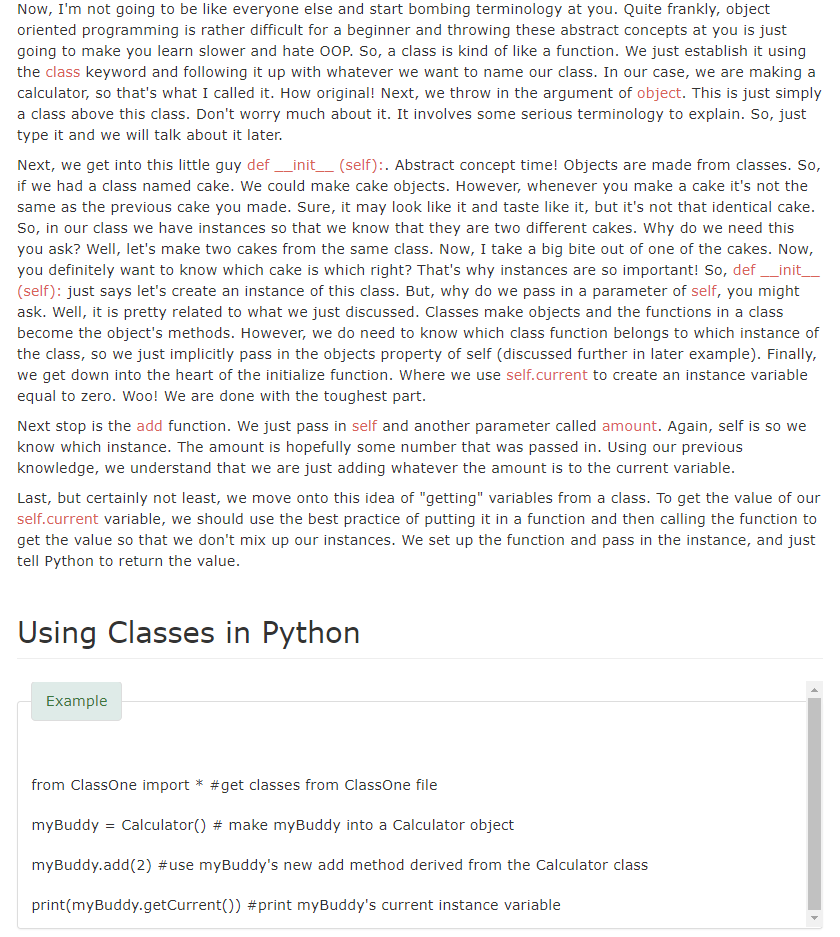 Now, I'm not going to be like everyone else and start bombing terminology at you. Quite frankly, object
oriented programming is rather difficult for a beginner and throwing these abstract concepts at you is just
going to make you learn slower and hate OOP. So, a class is kind of like a function. We just establish it using
the class keyword and following it up with whatever we want to name our class. In our case, we are making a
calculator, so that's what I called it. How original! Next, we throw in the argument of object. This is just simply
a class above this class. Don't worry much about it. It involves some serious terminology to explain. So, just
type it and we will talk about it later.
Next, we get into this little guy def __init__ (self):. Abstract concept time! Objects are made from classes. So,
if we had a class named cake. We could make cake objects. However, whenever you make a cake it's not the
same as the previous cake you made. Sure, it may look like it and taste like it, but it's not that identical cake.
So, in our class we have instances so that we know that they are two different cakes. Why do we need this
you ask? Well, let's make two cakes from the same class. Now, I take a big bite out of one of the cakes. Now,
you definitely want to know which cake is which right? That's why instances are so important! So, def __init__
(self): just says let's create an instance of this class. But, why do we pass in a parameter of self, you might
ask. Well, it is pretty related to what we just discussed. Classes make objects and the functions in a class
become the object's methods. However, we do need to know which class function belongs to which instance of
the class, so we just implicitly pass in the objects property of self (discussed further in later example). Finally,
we get down into the heart of the initialize function. Where we use self.current to create an instance variable
equal to zero. Woo! We are done with the toughest part.
Next stop is the add function. We just pass in self and another parameter called amount. Again, self is so we
know which instance. The amount is hopefully some number that was passed in. Using our previous
knowledge, we understand that we are just adding whatever the amount is to the current variable.
Last, but certainly not least, we move onto this idea of "getting" variables from a class. To get the value of our
self.current variable, we should use the best practice of putting it in a function and then calling the function to
get the value so that we don't mix up our instances. We set up the function and pass in the instance, and just
tell Python to return the value.
Using Classes in Python
Example
from ClassOne import * #get classes from ClassOne file
myBuddy = Calculator() # make myBuddy into a Calculator object
myBuddy.add(2) #use myBuddy's new add method derived from the Calculator class
print(myBuddy.getCurrent()) #print myBuddy's current instance variable